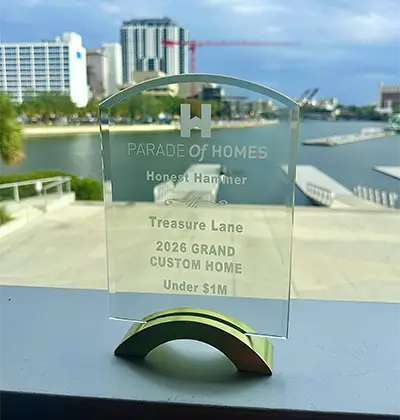 PARADE Of HOMES
Honest Hammer
Treasure Lane
2026 GRAND
CUSTOM HOME
Under $1M